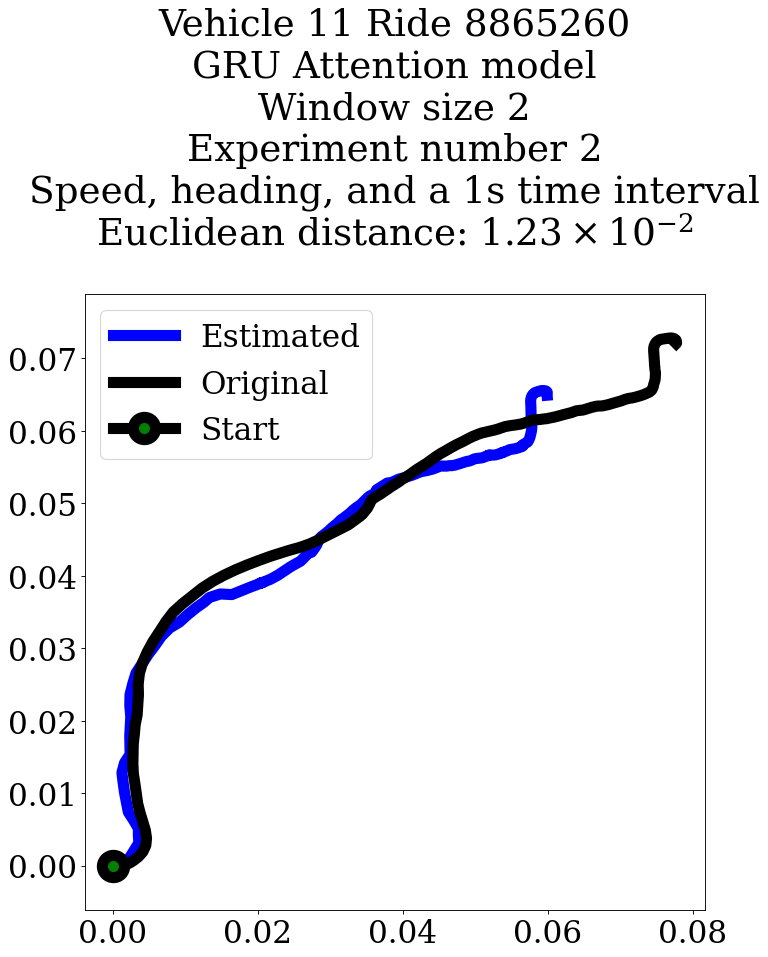 Vehicle 11 Ride 8865260
GRU Attention model
Window size 2
Experiment number 2
Speed, heading, and a 1s time interval
Euclidean distance: 1.23 × 10⁻²
Estimated
Original
Start
0.07
0.06
0.05
0.04
0.03
0.02
0.01
0.00
0.00 0.02 0.04 0.06 0.08